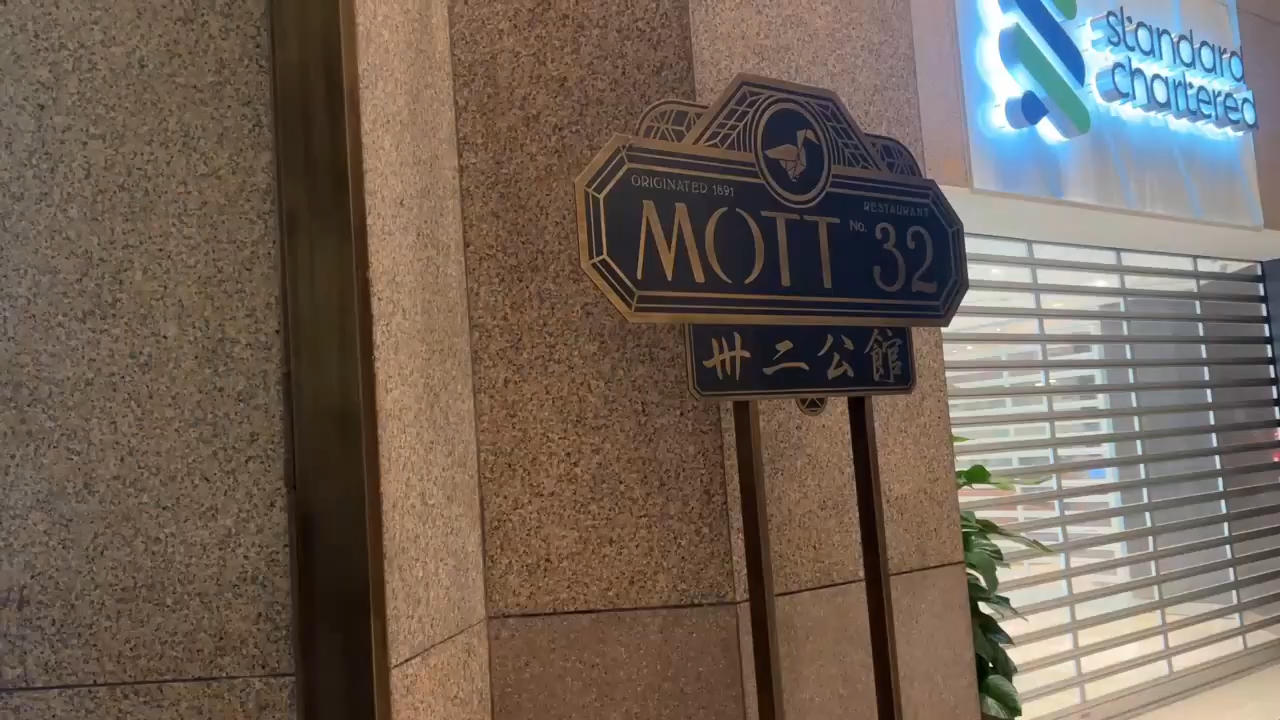 ORIGINATED 1891
RESTAURANT
MOTT No. 32
卅二公館
standard
chartered